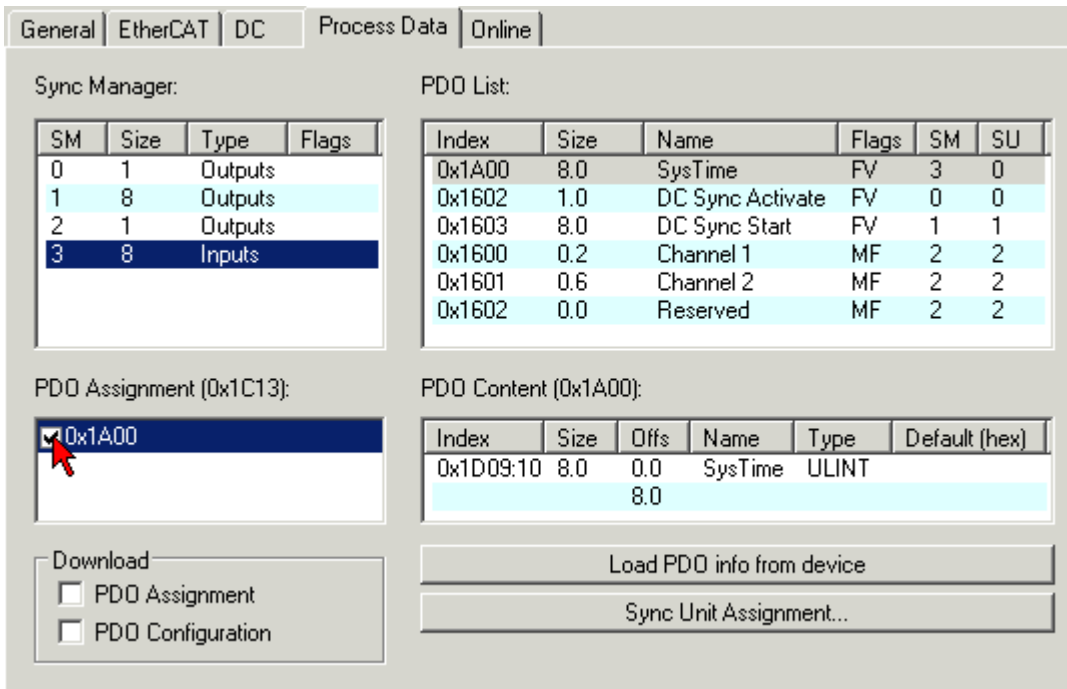 General EtherCAT DC Process Data Online
Sync Manager: PDO List:
SM Size Type Flags Index Size Name Flags SM SU
0 1 Outputs 0x1A00 8.0 SysTime FV 3 0
1 8 Outputs 0x1602 1.0 DC Sync Activate FV 0 0
2 1 Outputs 0x1603 8.0 DC Sync Start FV 1 1
3 8 Inputs 0x1600 0.2 Channel 1 MF 2 2
0x1601 0.6 Channel 2 MF 2 2
0x1602 0.0 Reserved MF 2 2
PDO Assignment (0x1C13): PDO Content (0x1A00):
0x1A00 Index Size Offs Name Type Default (hex)
0x1D09:10 8.0 0.0 SysTime ULINT
8.0
Download Load PDO info from device
PDO Assignment Sync Unit Assignment...
PDO Configuration